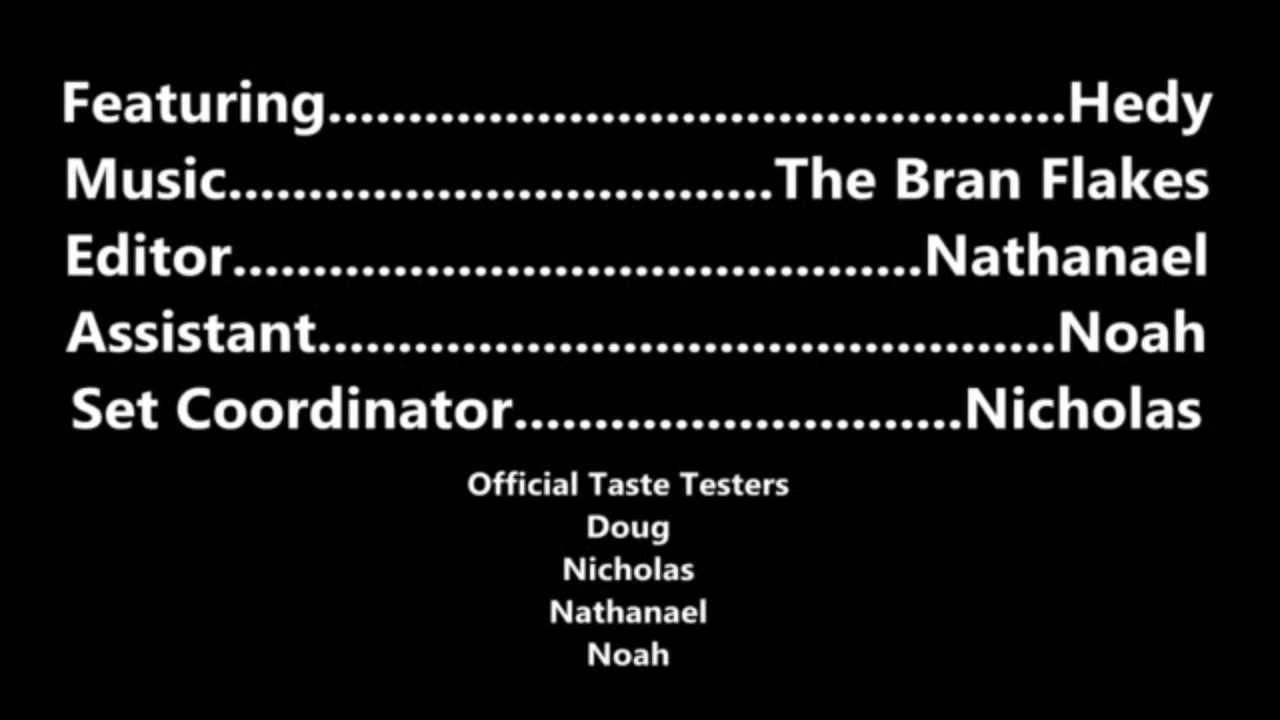 Featuring..............................................Hedy
Music..................................The Bran Flakes
Editor...........................................Nathanael
Assistant..............................................Noah
Set Coordinator............................Nicholas
Official Taste Testers
Doug
Nicholas
Nathanael
Noah